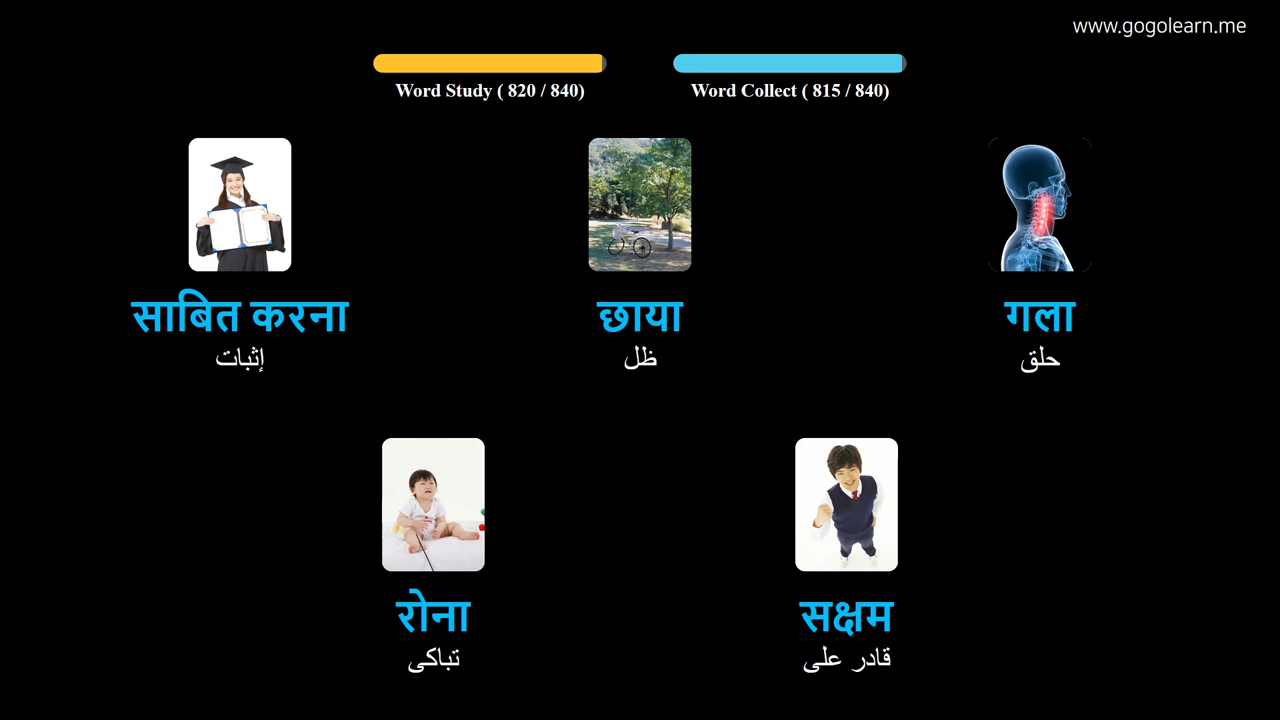 www.gogolearn.me
Word Study ( 820 / 840)
Word Collect ( 815 / 840)
साबित करना
إثبات
छाया
ظل
गला
حلق
रोना
تباكى
सक्षम
قادر على